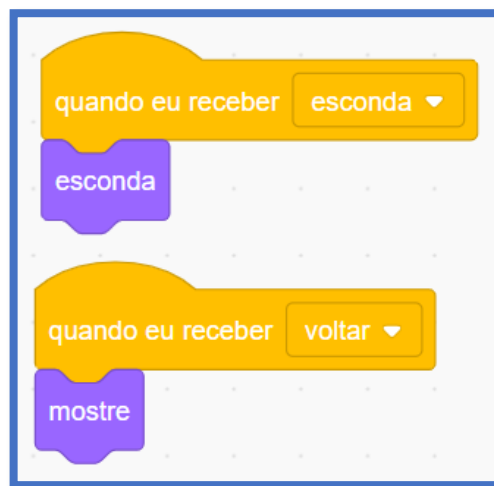 quando eu receber esconda
esconda
quando eu receber voltar
mostre